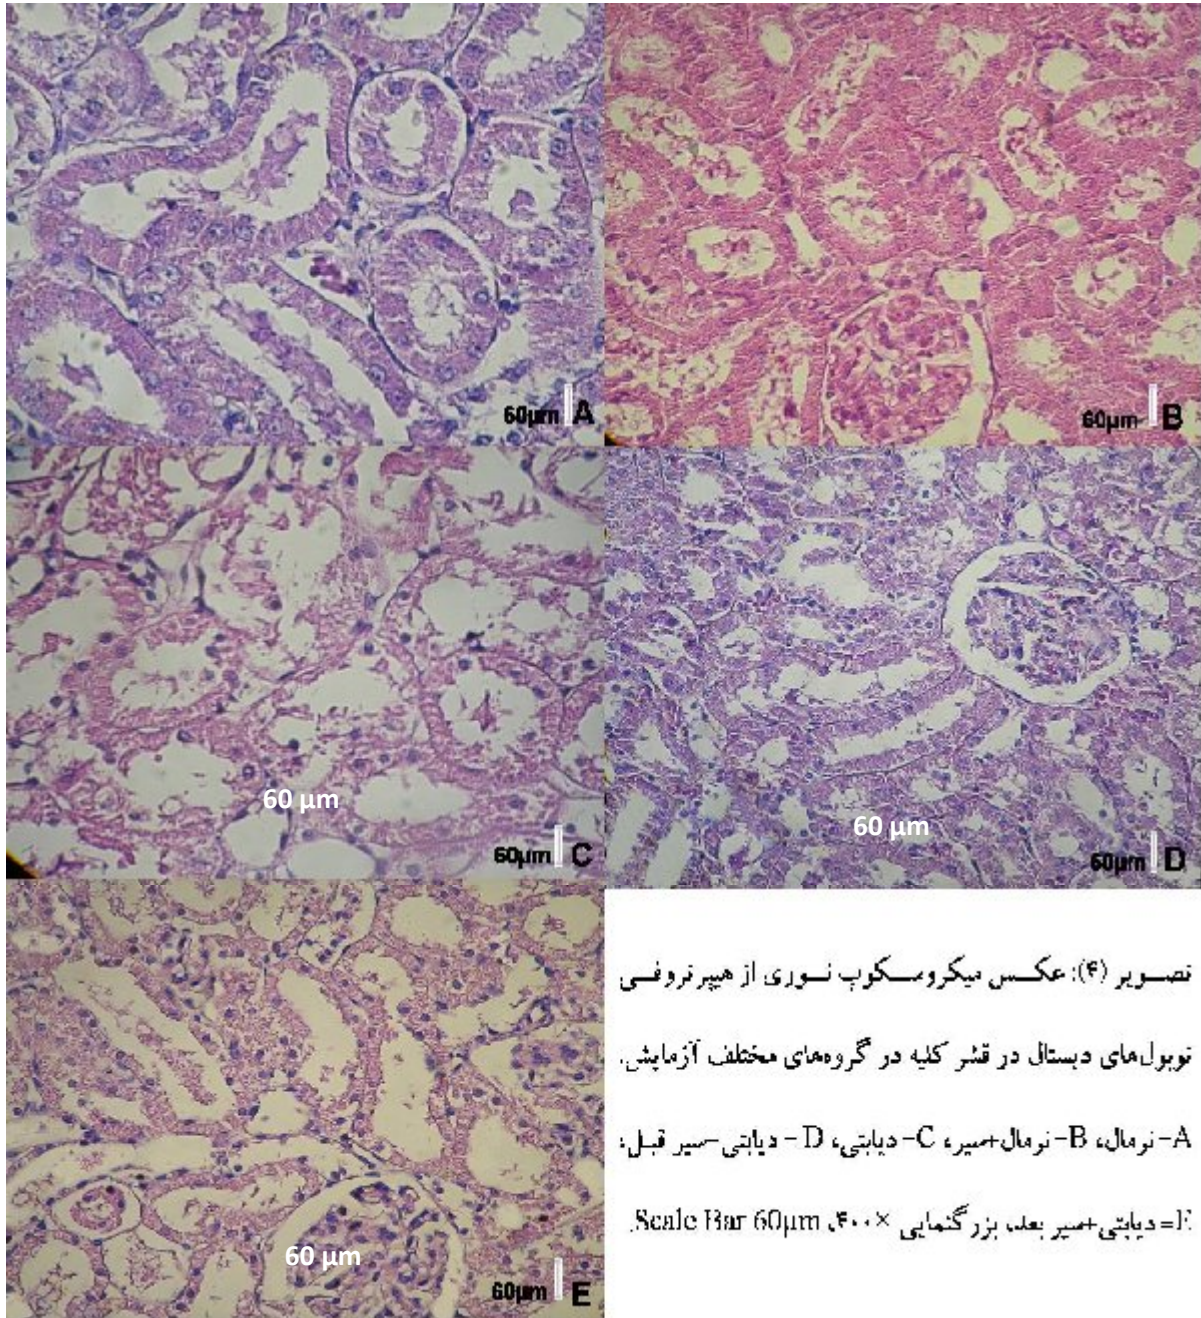 60µm A
60µm B
60 µm
60µm C
60 µm
60µm D
60 µm
60µm E
تصویر (۴): عکس میکروسکوپ نوری از هیپرتروفی
توبول‌های دیستال در قشر کلیه در گروه‌های مختلف آزمایش.
A- نرمال، B- نرمال+سیر، C- دیابتی، D- دیابتی-سیر قبل،
E= دیابتی+سیر بعد، بزرگنمایی ×۴۰۰، Scale Bar 60µm.